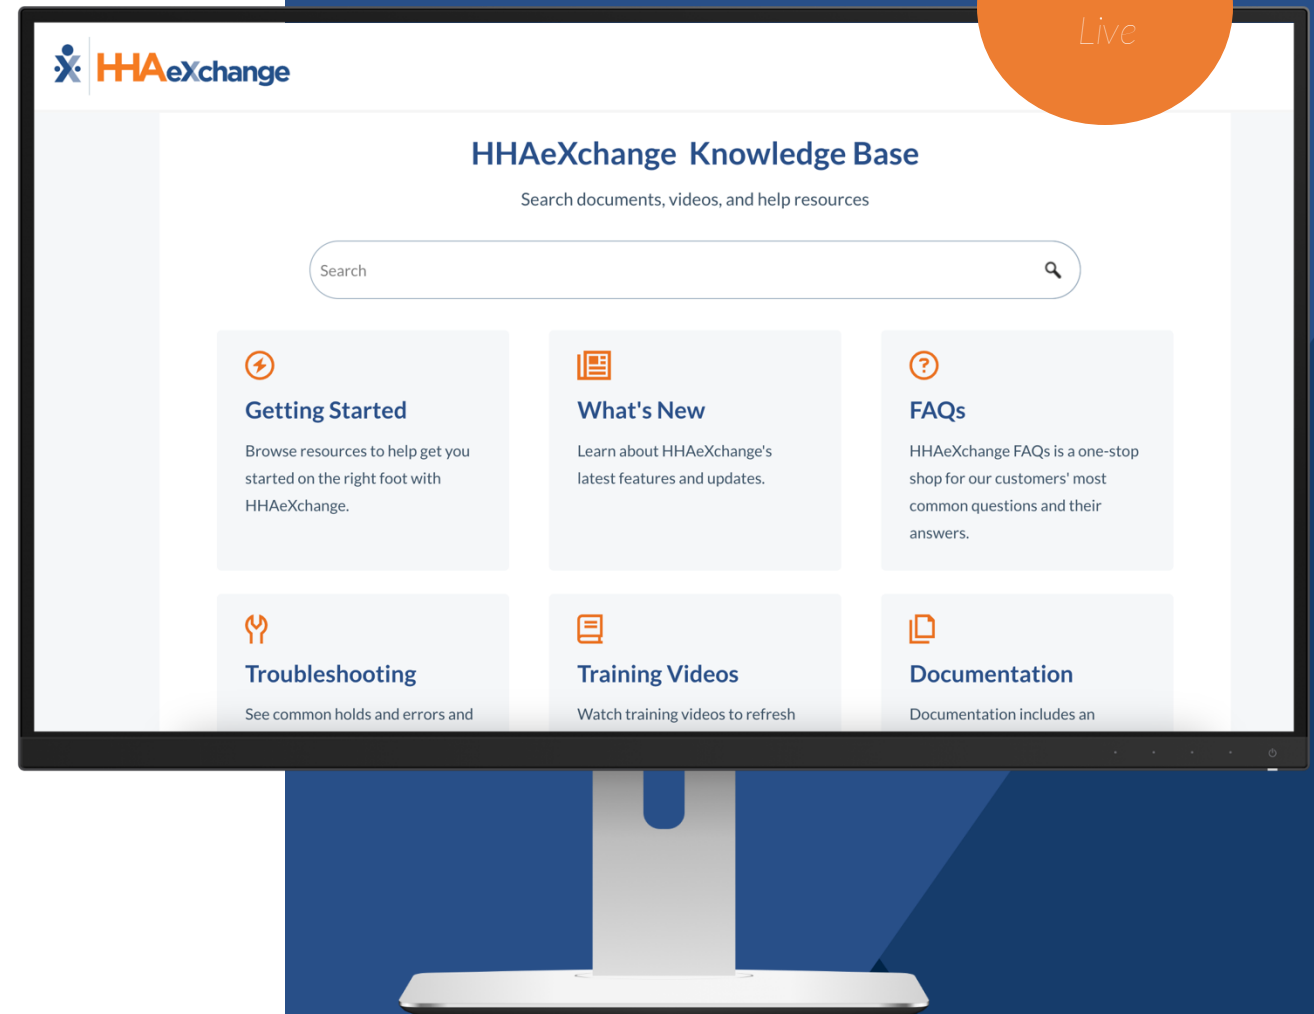 Live
HHAeXchange
HHAeXchange Knowledge Base
Search documents, videos, and help resources
Search
Getting Started
Browse resources to help get you
started on the right foot with
HHAeXchange.
What's New
Learn about HHAeXchange's
latest features and updates.
FAQs
HHAeXchange FAQs is a one-stop
shop for our customers' most
common questions and their
answers.
Troubleshooting
See common holds and errors and
Training Videos
Watch training videos to refresh
Documentation
Documentation includes an